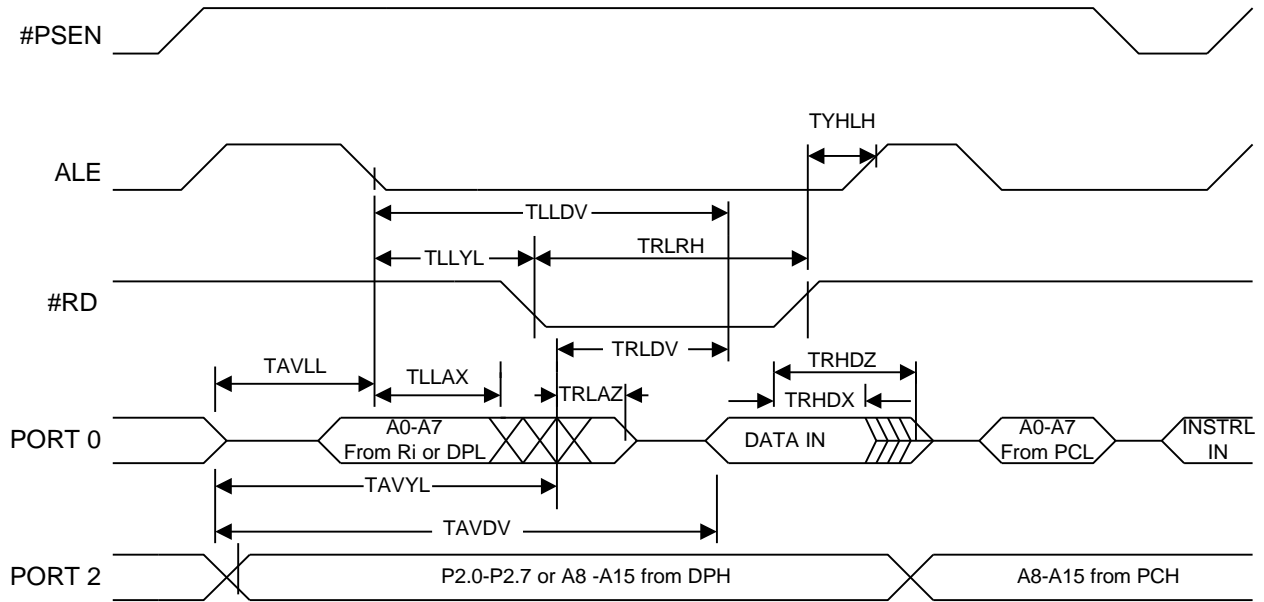 #PSEN
TYHLH
ALE
TLLDV
TLLYL
TRLRH
#RD
TRLDV
TAVLL
TLLAX
TRLAZ
TRHDZ
TRHDX
PORT 0
A0-A7
From Ri or DPL
DATA IN
A0-A7
From PCL
INSTRL
IN
TAVYL
TAVDV
PORT 2
P2.0-P2.7 or A8 -A15 from DPH
A8-A15 from PCH